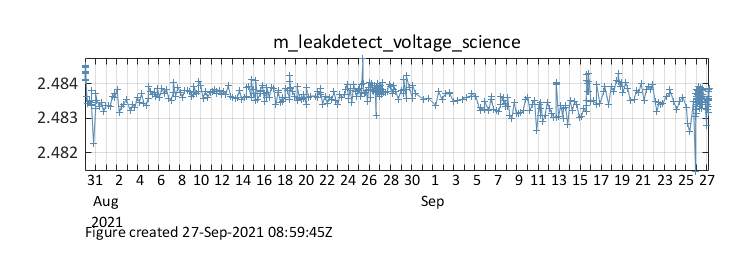 m_leakdetect_voltage_science
2.484
2.483
2.482
31 2 4 6 8 10 12 14 16 18 20 22 24 26 28 30 1 3 5 7 9 11 13 15 17 19 21 23 25 27
Aug Sep
2021
Figure created 27-Sep-2021 08:59:45Z